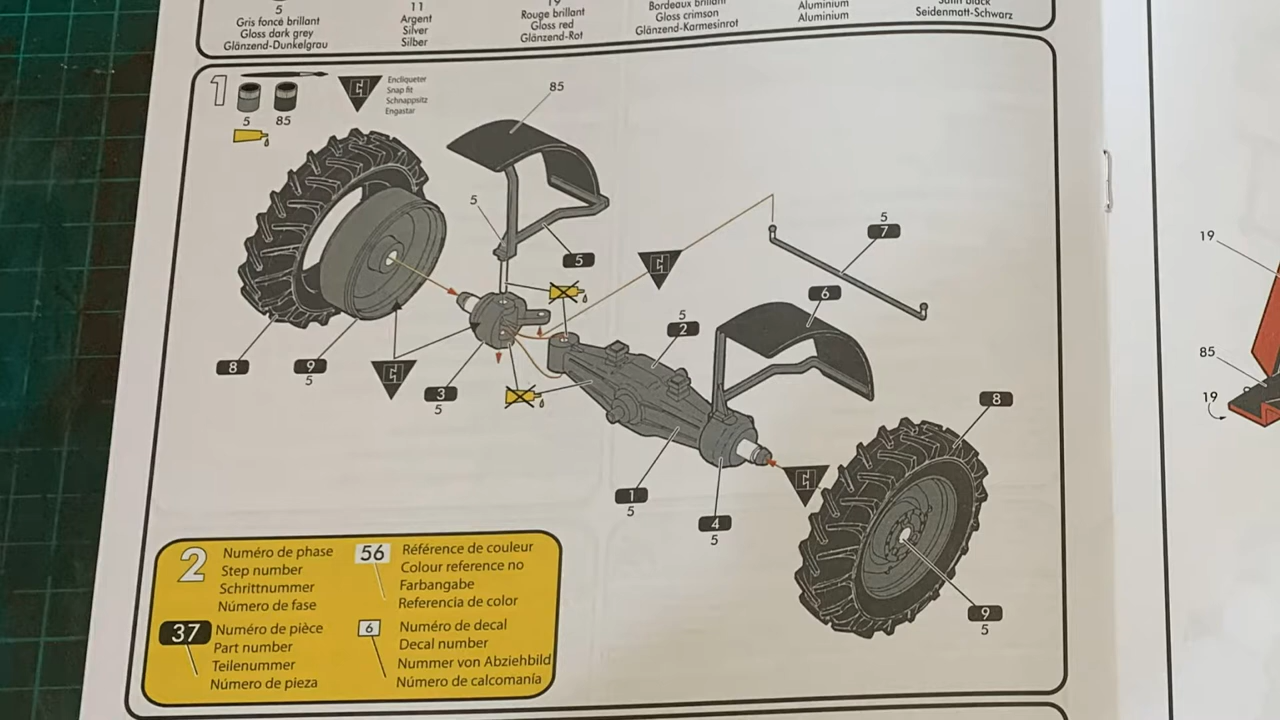 5
Gris foncé brillant
Gloss dark grey
Glänzend-Dunkelgrau
11
Argent
Silver
Silber
19
Rouge brillant
Gloss red
Glänzend-Rot
Bordeaux brillant
Gloss crimson
Glänzend-Karmesinrot
Aluminium
Aluminium
Satin black
Seidenmatt-Schwarz
1
5
85
Encliqueter
Snap fit
Schnappsitz
Engastar
85
5
5
5
7
6
5
2
8
9
5
3
5
1
5
4
5
8
9
5
19
85
19
2
Numéro de phase
Step number
Schrittnummer
Número de fase
56
Référence de couleur
Colour reference no
Farbangabe
Referencia de color
37
Numéro de pièce
Part number
Teilenummer
Número de pieza
6
Numéro de decal
Decal number
Nummer von Abziehbild
Número de calcomanía